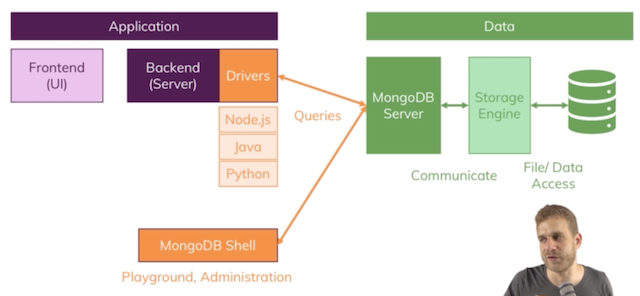 Application
Data
Frontend
(UI)
Backend
(Server)
Drivers
Node.js
Java
Python
Queries
MongoDB
Server
Storage
Engine
Communicate
File/ Data
Access
MongoDB Shell
Playground, Administration